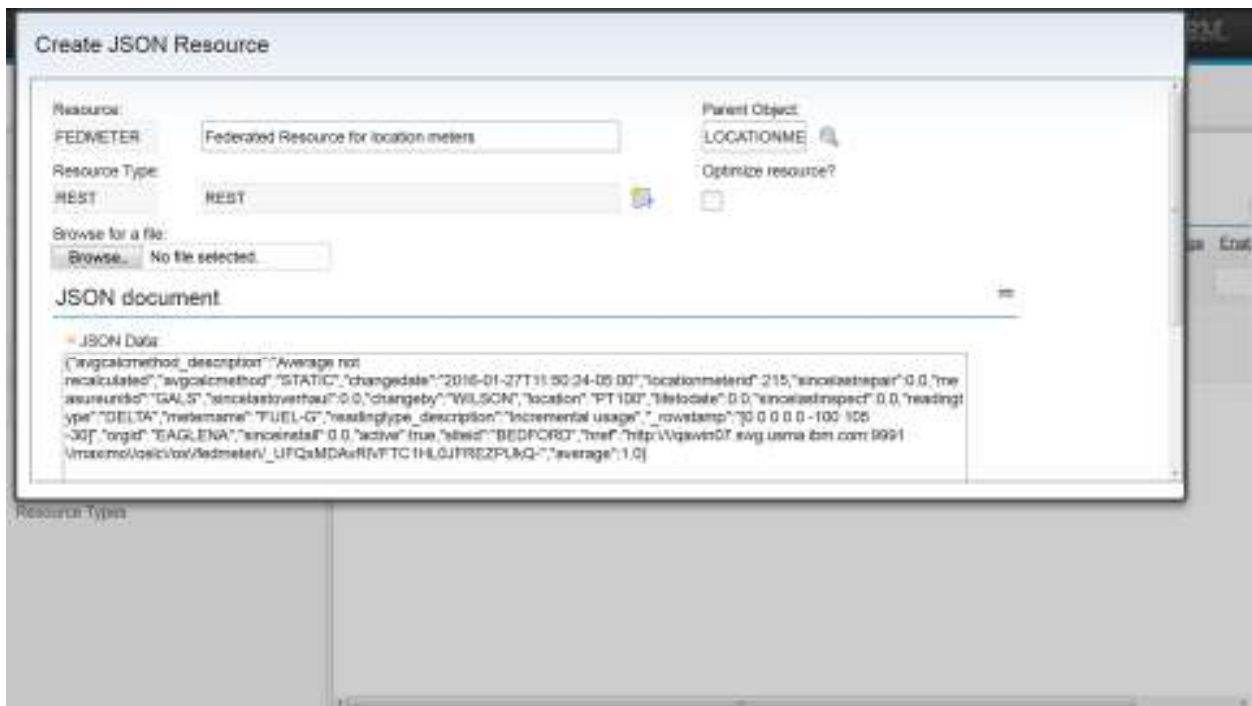 IBM
Create JSON Resource
Resource:
Parent Object:
FEDMETER
Federated Resource for location meters
LOCATIONME
Resource Type:
Optimize resource?
REST
REST
Browse for a file:
Browse.. No file selected.
Enab
JSON document
JSON Data:
{"avgcalcmethod_description":"Average not
recalculated","avgcalcmethod":"STATIC","changedate":"2016-01-27T11:50:24-05:00","locationmeterid":215,"sincelastrepair":0.0,"me
asureunitid":"GALS","sincelastoverhaul":0.0,"changeby":"WILSON","location":"PT100","lifetodate":0.0,"sincelastinspect":0.0,"readingt
ype":"DELTA","metername":"FUEL-G","readingtype_description":"Incremental usage","_rowstamp":"[0 0 0 0 0 -100 105
-30]","orgid":"EAGLENA","sinceinstall":0.0,"active":true,"siteid":"BEDFORD","href":"http:\/\/qawin07.swg.usma.ibm.com:9991
\/maximo\/oslc\/os\/fedmeter\/","average":1.0}
Resource Types